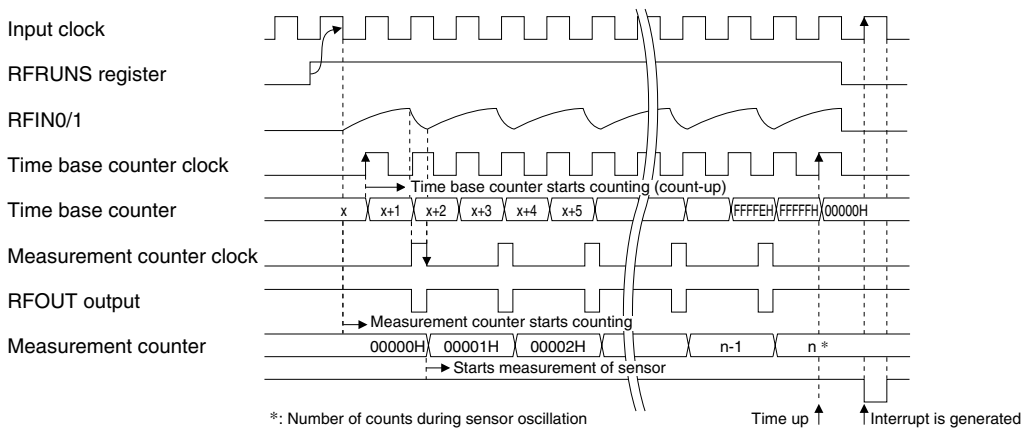 Input clock
RFRUNS register
RFIN0/1
Time base counter clock
Time base counter starts counting (count-up)
Time base counter x x+1 x+2 x+3 x+4 x+5 FFFFEH FFFFFH 00000H
Measurement counter clock
RFOUT output
Measurement counter starts counting
Measurement counter 00000H 00001H 00002H n-1 n *
Starts measurement of sensor
*: Number of counts during sensor oscillation Time up Interrupt is generated